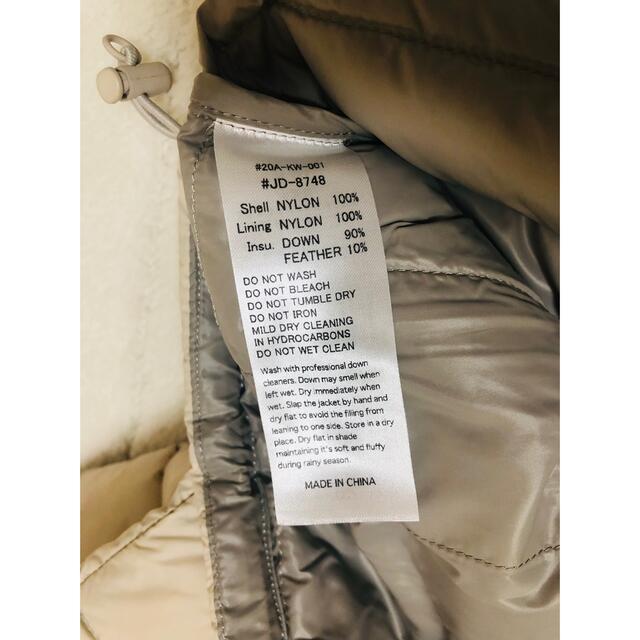 #20A-KW-001
#JD-8748
Shell NYLON 100%
Lining NYLON 100%
Insu. DOWN 90%
FEATHER 10%
DO NOT WASH
DO NOT BLEACH
DO NOT TUMBLE DRY
DO NOT IRON
MILD DRY CLEANING
IN HYDROCARBONS
DO NOT WET CLEAN
Wash with professional down
cleaners. Down may smell when
left wet. Dry immediately when
wet. Slap the jacket by hand and
dry flat to avoid the filling from
leaning to one side. Store in a dry
place. Dry flat in shade
maintaining it's soft and fluffy
during rainy season.
MADE IN CHINA